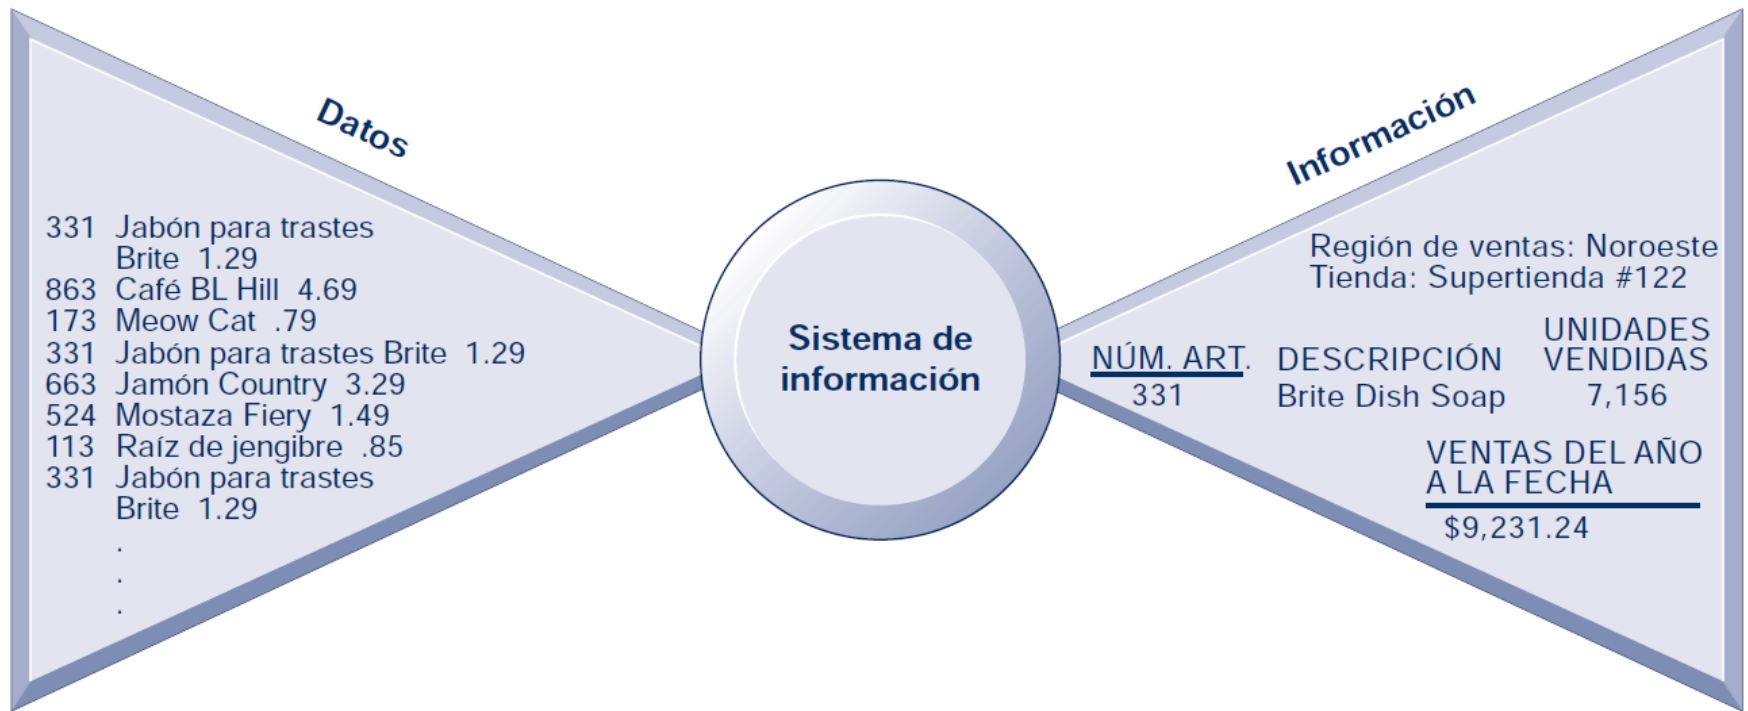 Datos
331 Jabón para trastes
Brite 1.29
863 Café BL Hill 4.69
173 Meow Cat .79
331 Jabón para trastes Brite 1.29
663 Jamón Country 3.29
524 Mostaza Fiery 1.49
113 Raíz de jengibre .85
331 Jabón para trastes
Brite 1.29
.
.
.
Sistema de
información
Información
Región de ventas: Noroeste
Tienda: Supertienda #122
UNIDADES
NÚM. ART. DESCRIPCIÓN VENDIDAS
331 Brite Dish Soap 7,156
VENTAS DEL AÑO
A LA FECHA
$9,231.24